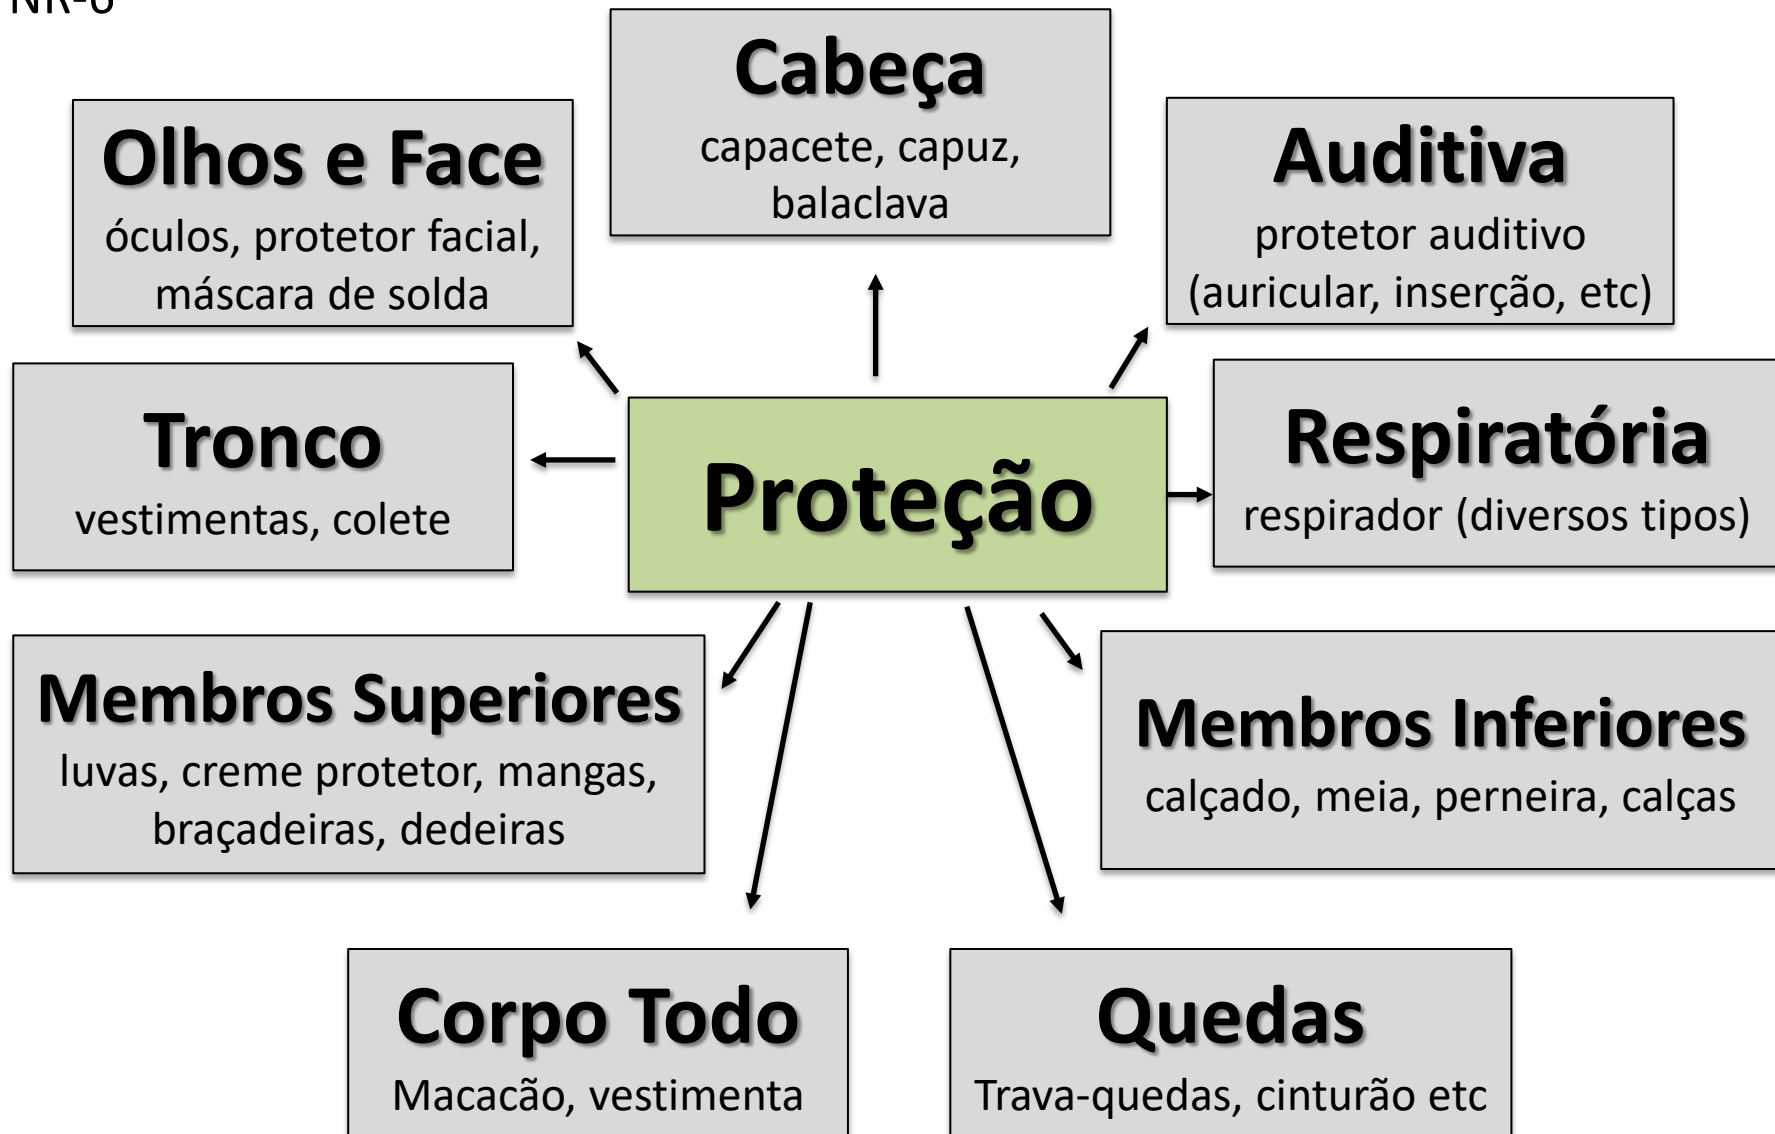 NR-6
Cabeça
capacete, capuz,
balaclava
Olhos e Face
óculos, protetor facial,
máscara de solda
Auditiva
protetor auditivo
(auricular, inserção, etc)
Tronco
vestimentas, colete
Proteção
Respiratória
respirador (diversos tipos)
Membros Superiores
luvas, creme protetor, mangas,
braçadeiras, dedeiras
Membros Inferiores
calçado, meia, perneira, calças
Corpo Todo
Macacão, vestimenta
Quedas
Trava-quedas, cinturão etc